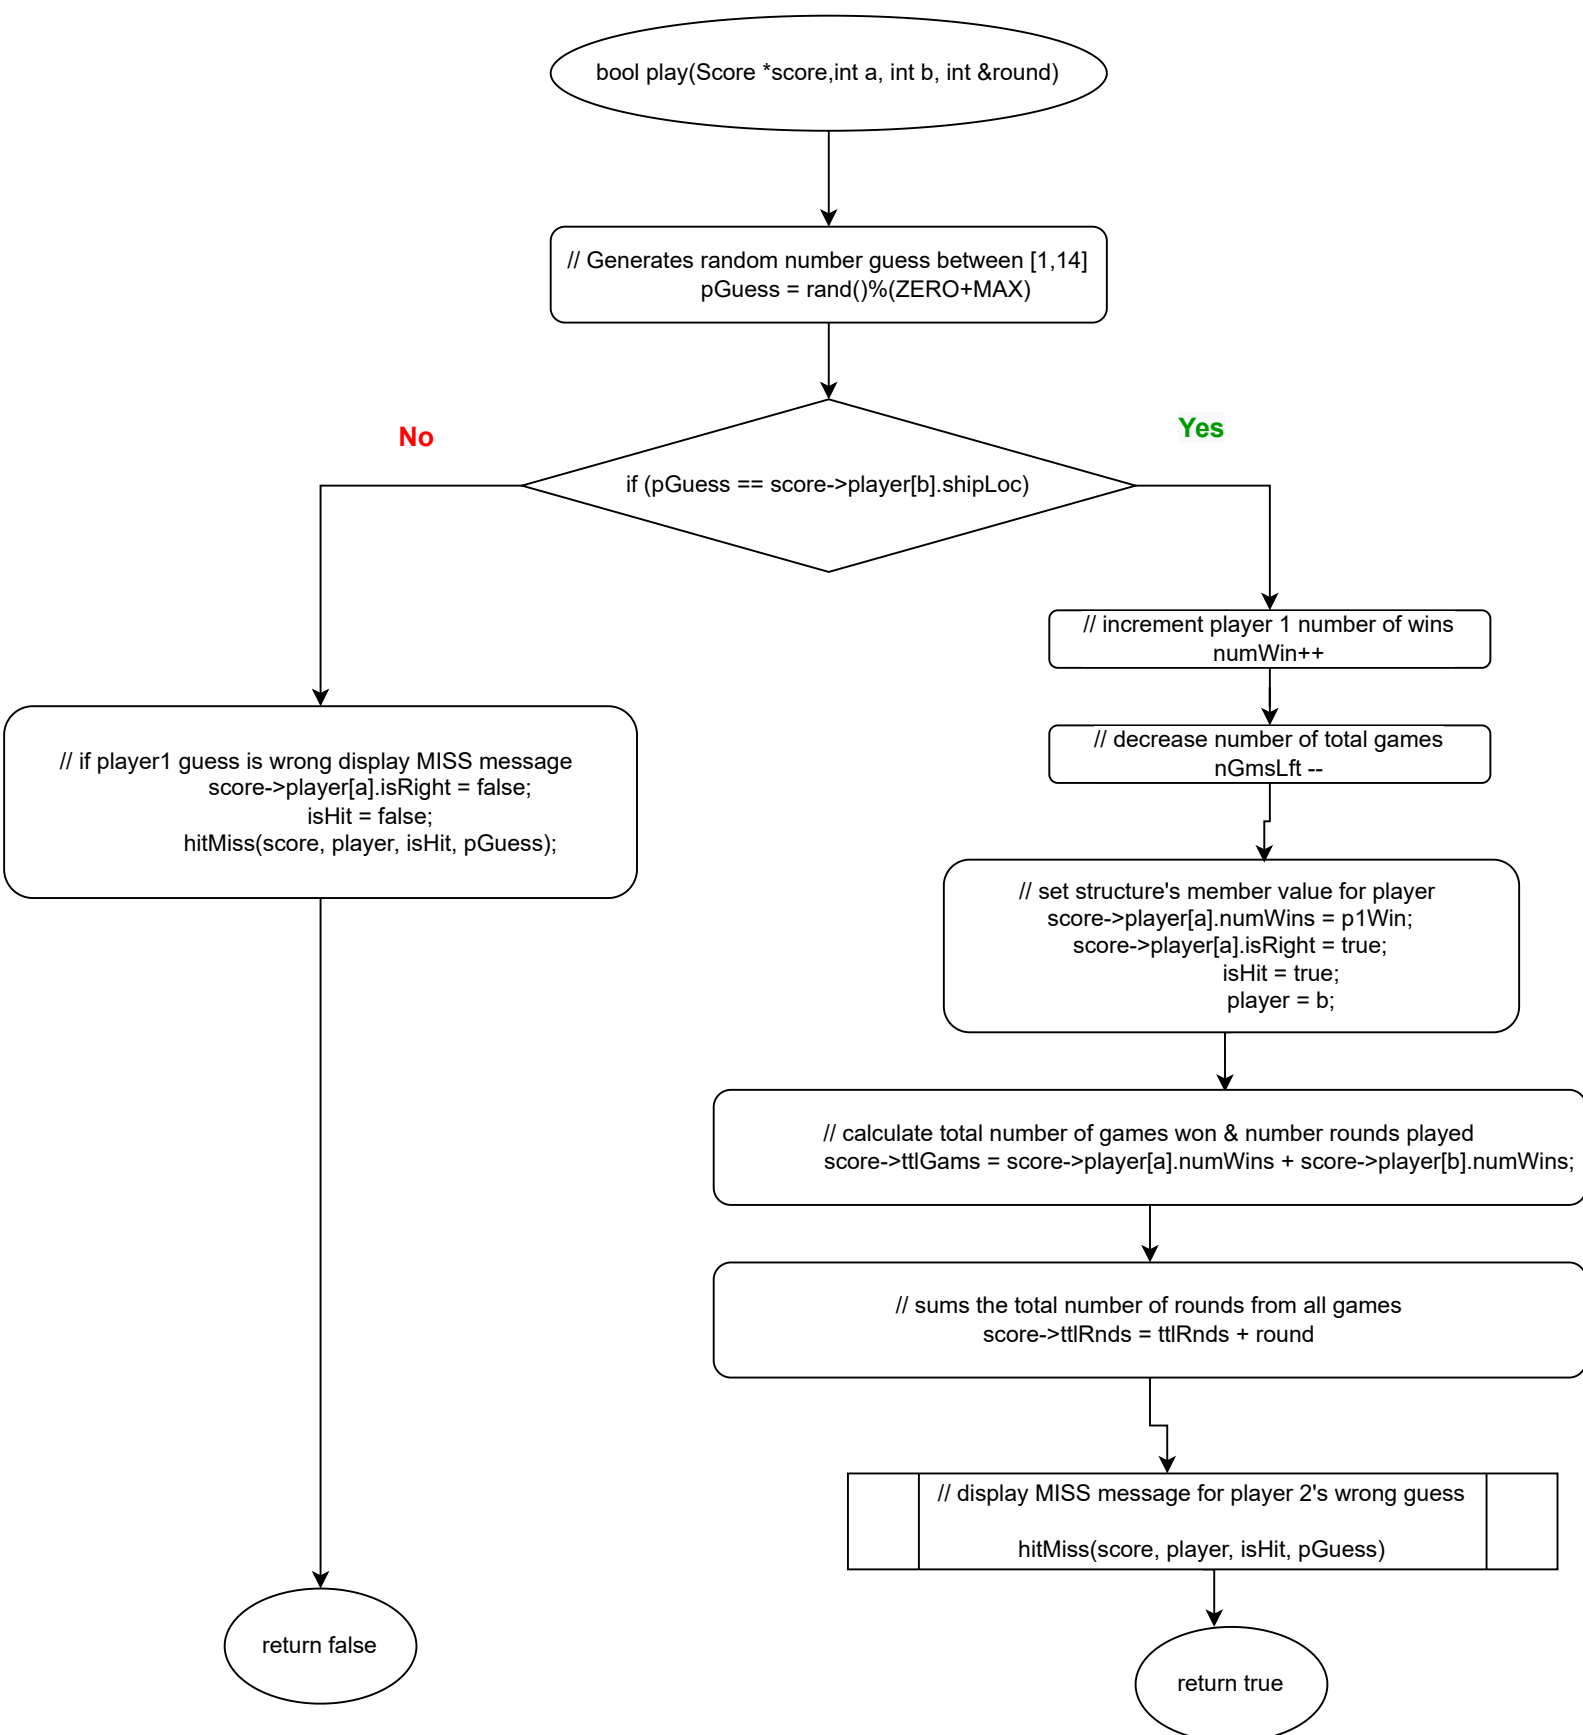 bool play(Score *score,int a, int b, int &round)
// Generates random number guess between [1,14]
pGuess = rand()%(ZERO+MAX)
No
Yes
if (pGuess == score->player[b].shipLoc)
// increment player 1 number of wins
numWin++
// decrease number of total games
nGmsLft --
// if player1 guess is wrong display MISS message
score->player[a].isRight = false;
isHit = false;
hitMiss(score, player, isHit, pGuess);
// set structure's member value for player
score->player[a].numWins = p1Win;
score->player[a].isRight = true;
isHit = true;
player = b;
// calculate total number of games won & number rounds played
score->ttlGams = score->player[a].numWins + score->player[b].numWins;
// sums the total number of rounds from all games
score->ttlRnds = ttlRnds + round
// display MISS message for player 2's wrong guess
hitMiss(score, player, isHit, pGuess)
return false
return true